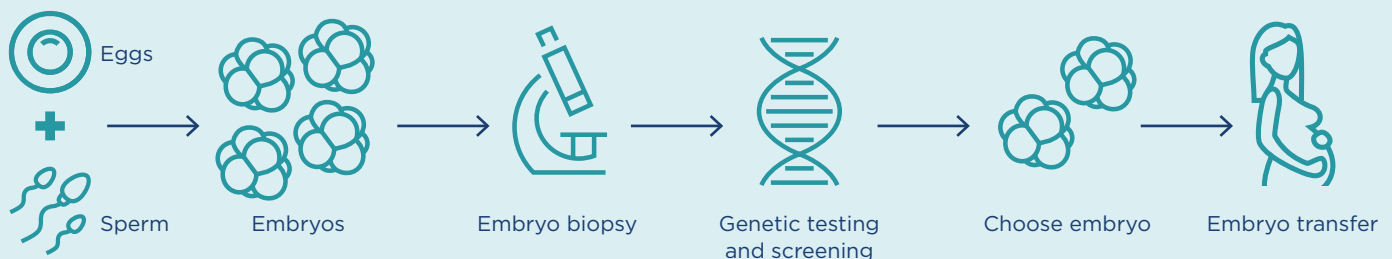 Eggs
Sperm
Embryos
Embryo biopsy
Genetic testing
and screening
Choose embryo
Embryo transfer